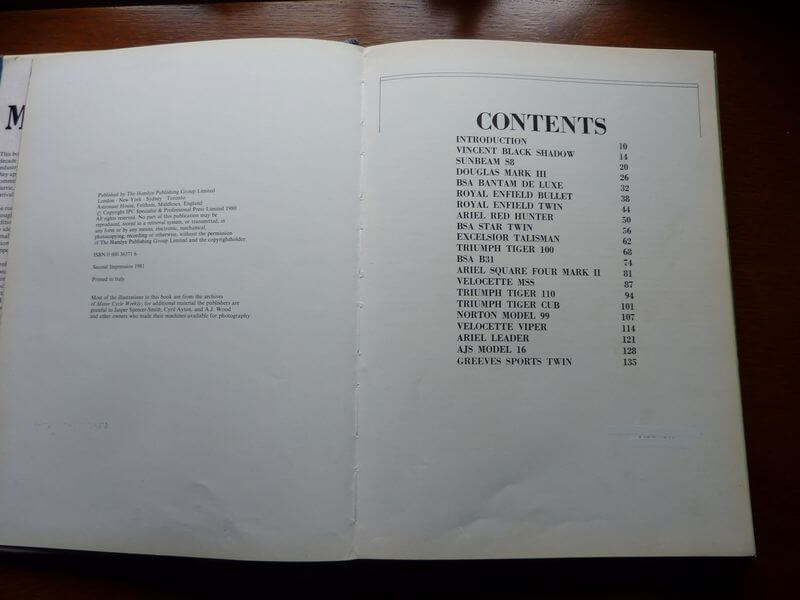 M
This bo
decade
Published by The Hamlyn Publishing Group Limited
London · New York · Sydney · Toronto
Astronaut House, Feltham, Middlesex, England
© Copyright IPC Specialist & Professional Press Limited 1980
All rights reserved. No part of this publication may be
reproduced, stored in a retrieval system, or transmitted, in
any form or by any means, electronic, mechanical,
photocopying, recording or otherwise, without the permission
of The Hamlyn Publishing Group Limited and the copyrightholder.
ISBN 0 600 36371 6
Second Impression 1981
Printed in Italy
Most of the illustrations in this book are from the archives
of Motor Cycle Weekly; for additional material the publishers are
grateful to Jasper Spencer-Smith, Cyril Ayton, and A.J. Wood
and other owners who made their machines available for photography
CONTENTS
INTRODUCTION 10
VINCENT BLACK SHADOW 14
SUNBEAM S8 20
DOUGLAS MARK III 26
BSA BANTAM DE LUXE 32
ROYAL ENFIELD BULLET 38
ROYAL ENFIELD TWIN 44
ARIEL RED HUNTER 50
BSA STAR TWIN 56
EXCELSIOR TALISMAN 62
TRIUMPH TIGER 100 68
BSA B31 74
ARIEL SQUARE FOUR MARK II 81
VELOCETTE MSS 87
TRIUMPH TIGER 110 94
TRIUMPH TIGER CUB 101
NORTON MODEL 99 107
VELOCETTE VIPER 114
ARIEL LEADER 121
AJS MODEL 16 128
GREEVES SPORTS TWIN 135